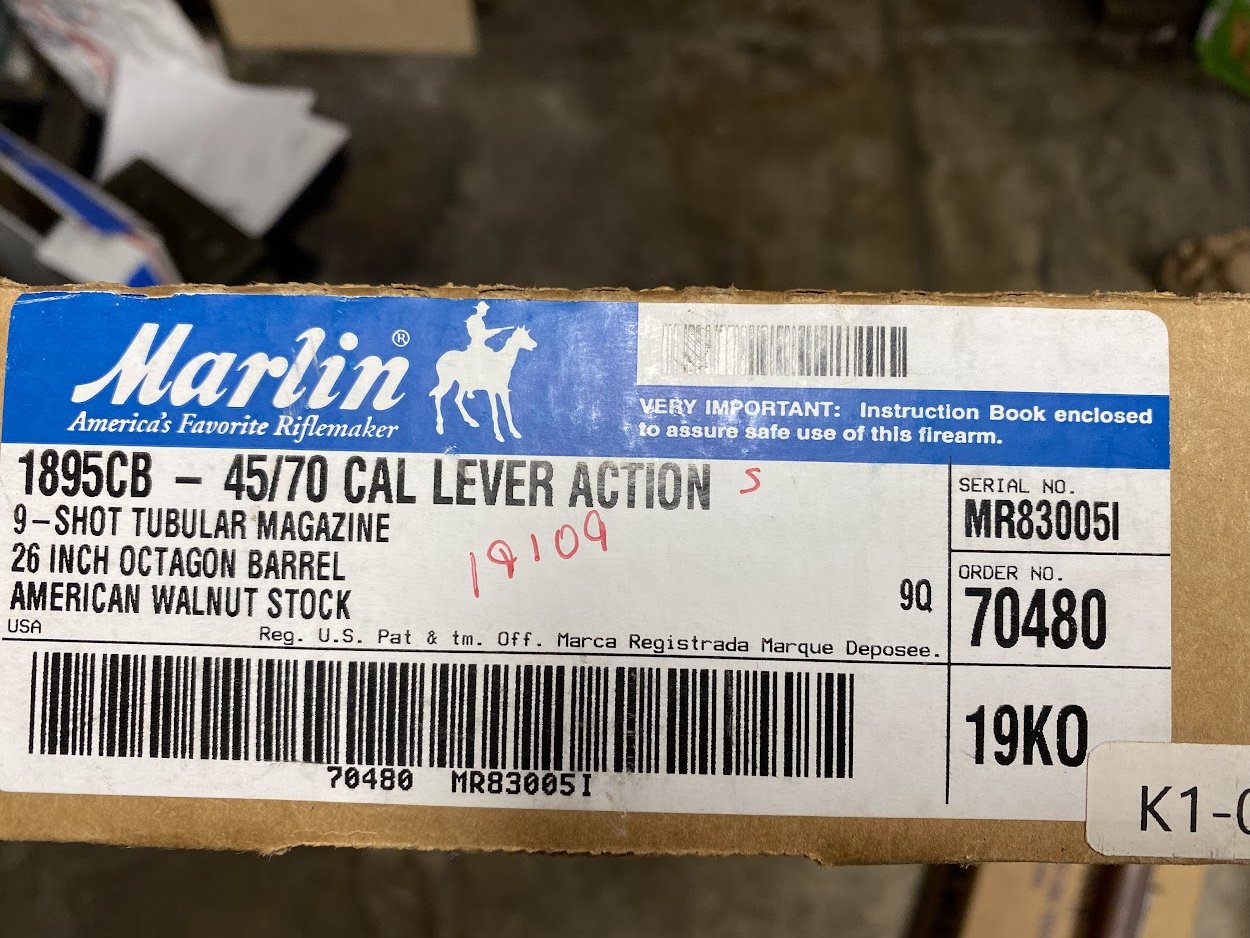 Marlin®
America's Favorite Riflemaker
VERY IMPORTANT: Instruction Book enclosed
to assure safe use of this firearm.
1895CB – 45/70 CAL LEVER ACTION S
9–SHOT TUBULAR MAGAZINE
26 INCH OCTAGON BARREL
AMERICAN WALNUT STOCK
19109
9Q
USA
Reg. U.S. Pat & tm. Off. Marca Registrada Marque Deposee.
SERIAL NO.
MR83005I
ORDER NO.
70480
19KO
70480 MR83005I
K1-0